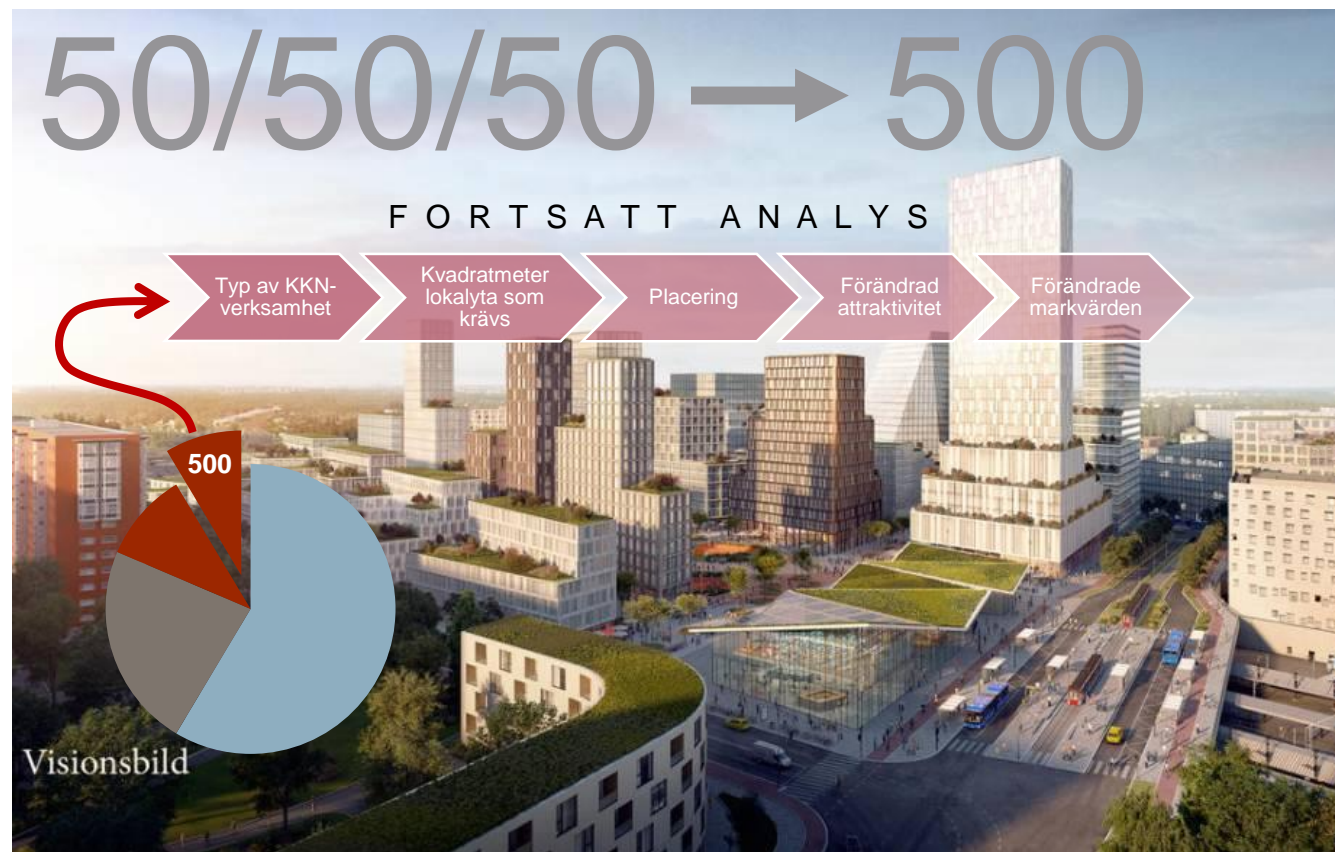 50/50/50 → 500
FORTSATT ANALYS
Typ av KKN-
verksamhet
Kvadratmeter
lokalyta som
krävs
Placering
Förändrad
attraktivitet
Förändrade
markvärden
500
Visionsbild